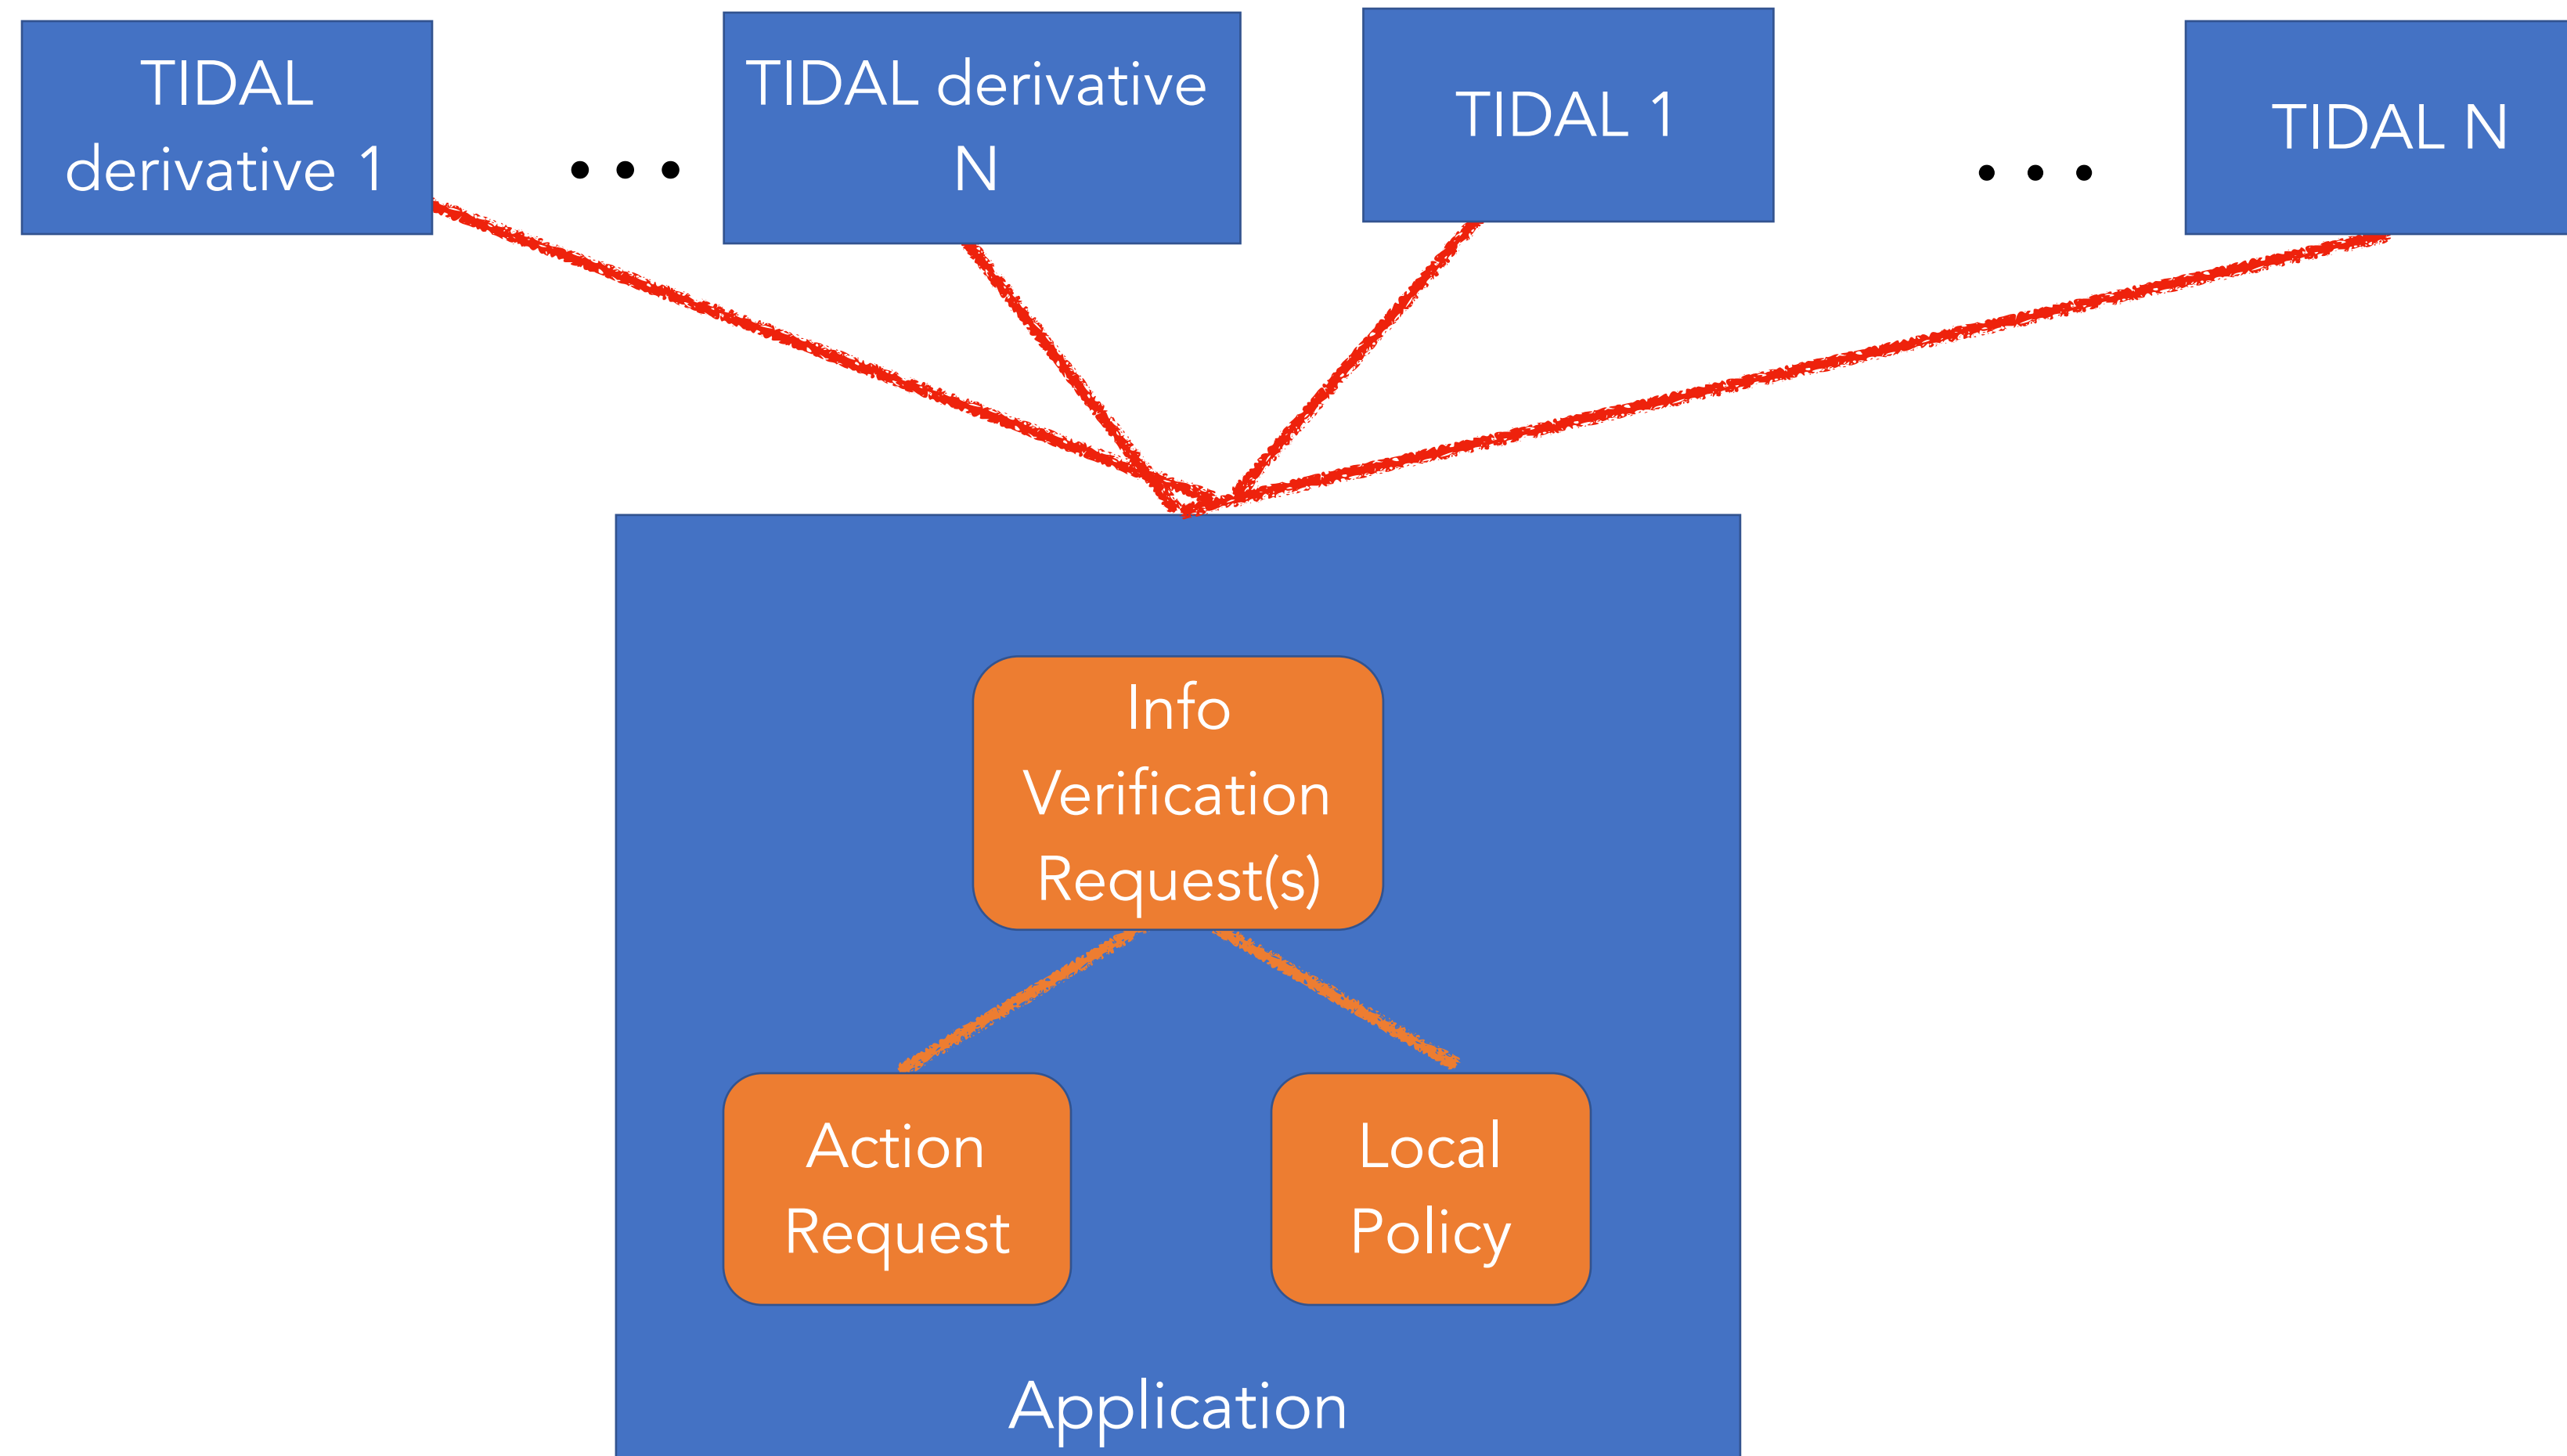 TIDAL
derivative 1
...
TIDAL derivative
N
TIDAL 1
...
TIDAL N
Info
Verification
Request(s)
Action
Request
Local
Policy
Application